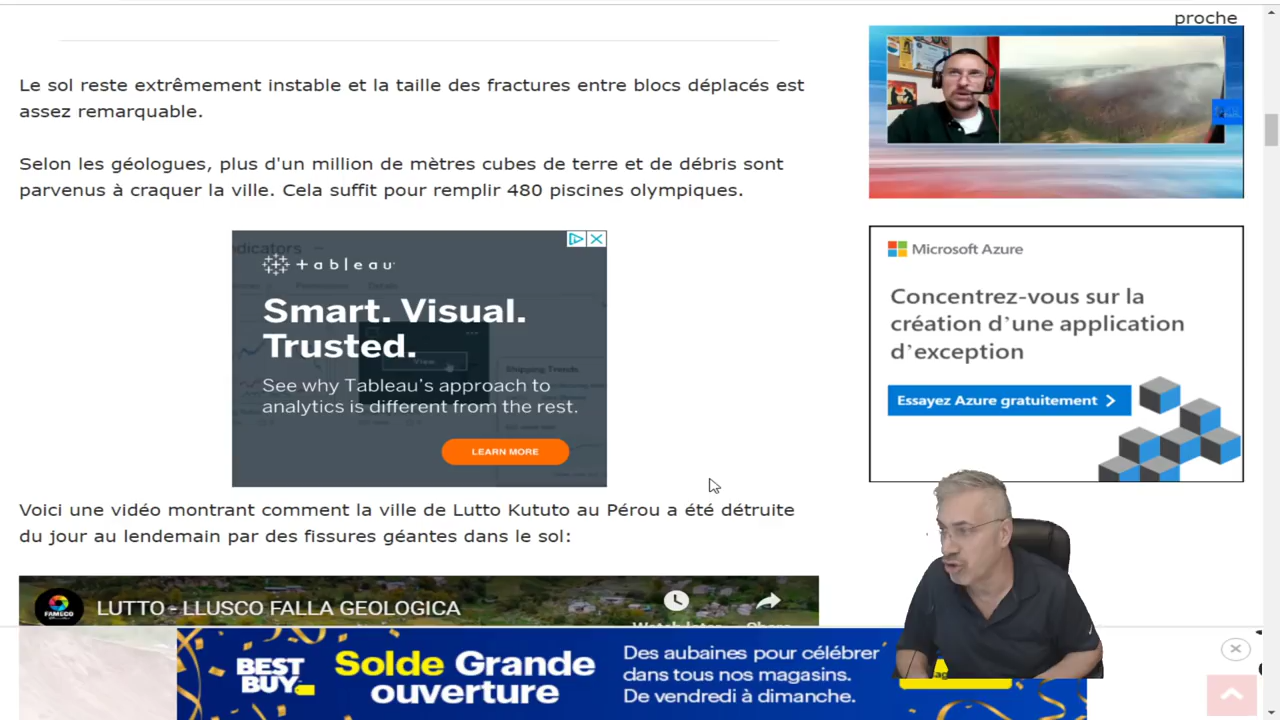 proche
Le sol reste extrêmement instable et la taille des fractures entre blocs déplacés est
assez remarquable.
Selon les géologues, plus d'un million de mètres cubes de terre et de débris sont
parvenus à craquer la ville. Cela suffit pour remplir 480 piscines olympiques.
+ a b | e a u
Smart. Visual.
Trusted.
View
See why Tableau's approach to
analytics is different from the rest.
LEARN MORE
Microsoft Azure
Concentrez-vous sur la
création d'une application
d'exception
Essayez Azure gratuitement
Voici une vidéo montrant comment la ville de Lutto Kututo au Pérou a été détruite
du jour au lendemain par des fissures géantes dans le sol:
FAM&CO
LUTTO - LLUSCO FALLA GEOLOGICA
Watch later
Share
BEST
BUY
Solde Grande
ouverture
Des aubaines pour célébrer
dans tous nos magasins.
De vendredi à dimanche.